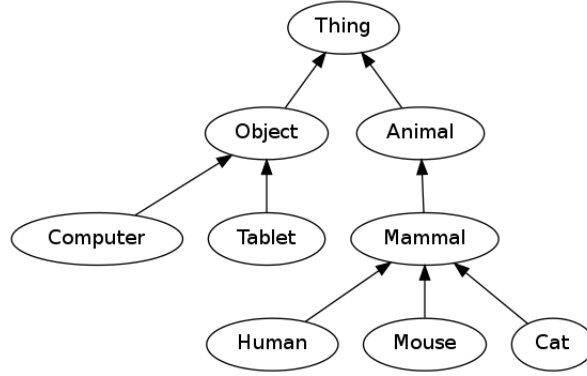 Thing
Object
Animal
Computer
Tablet
Mammal
Human
Mouse
Cat